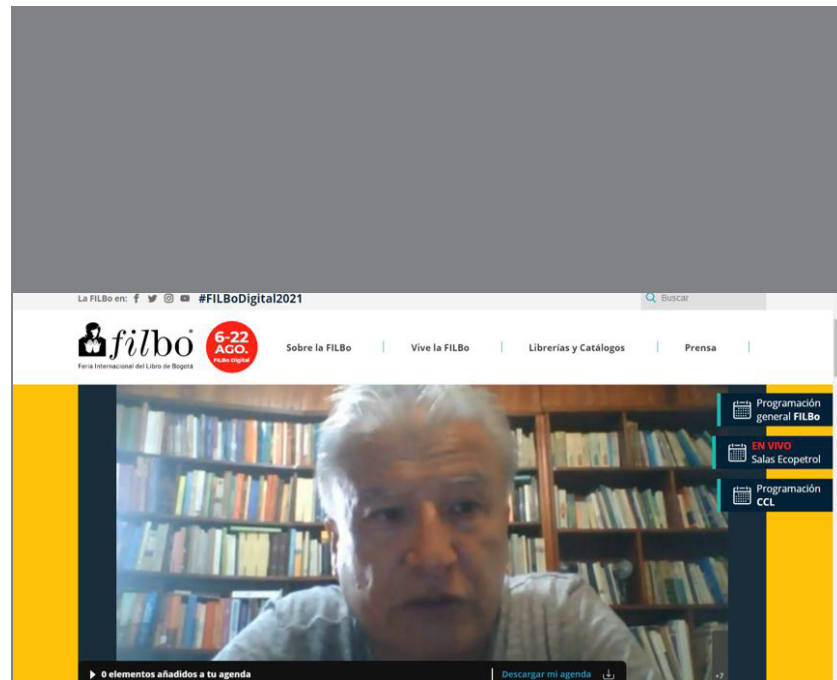 La FILBo en: #FILBoDigital2021
Buscar
filbo
Feria Internacional del Libro de Bogotá
6-22
AGO.
FILBo Digital
Sobre la FILBo | Vive la FILBo | Librerías y Catálogos | Prensa |
Programación
general FILBo
EN VIVO
Salas Ecopetrol
Programación
CCL
0 elementos añadidos a tu agenda | Descargar mi agenda
+7